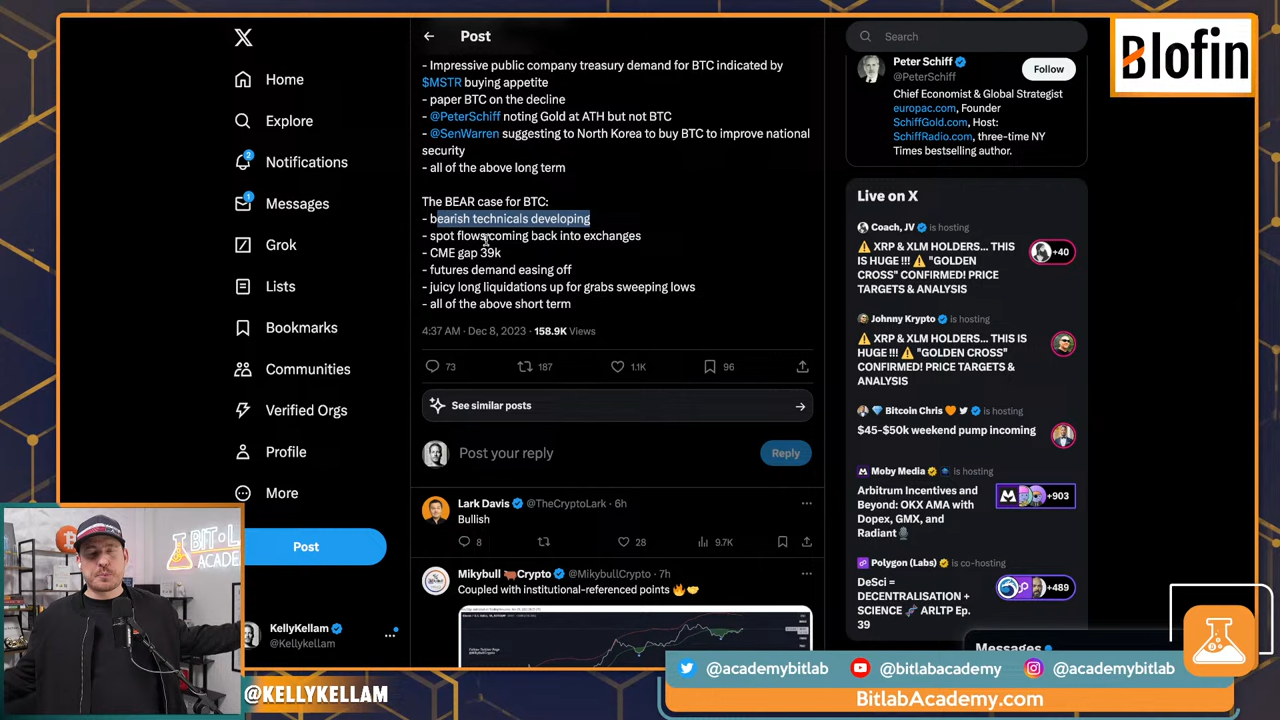 Post
Search
Blofin
Home
Explore
2
Notifications
1
Messages
Grok
Lists
Bookmarks
Communities
Verified Orgs
Profile
More
Post
KellyKellam
@KellyKellam
- Impressive public company treasury demand for BTC indicated by
$MSTR buying appetite
- paper BTC on the decline
- @PeterSchiff noting Gold at ATH but not BTC
- @SenWarren suggesting to North Korea to buy BTC to improve national
security
- all of the above long term
The BEAR case for BTC:
- bearish technicals developing
- spot flows coming back into exchanges
- CME gap 39k
- futures demand easing off
- juicy long liquidations up for grabs sweeping lows
- all of the above short term
4:37 AM · Dec 8, 2023 · 158.9K Views
73 187 1.1K 96
See similar posts
Post your reply
Reply
Lark Davis @TheCryptoLark · 6h
Bullish
8 28 9.7K
Mikybull Crypto @MikybullCrypto · 7h
Coupled with institutional-referenced points
Peter Schiff
@PeterSchiff
Follow
Chief Economist & Global Strategist
europac.com, Founder
SchiffGold.com, Host:
SchiffRadio.com, three-time NY
Times bestselling author.
Live on X
Coach, JV is hosting
XRP & XLM HOLDERS... THIS
IS HUGE !!! "GOLDEN
CROSS" CONFIRMED! PRICE
TARGETS & ANALYSIS
+40
Johnny Krypto is hosting
XRP & XLM HOLDERS... THIS IS
HUGE !! "GOLDEN CROSS"
CONFIRMED! PRICE TARGETS &
ANALYSIS
Bitcoin Chris is hosting
$45-$50k weekend pump incoming
Moby Media is hosting
Arbitrum Incentives and
Beyond: OKX AMA with
Dopex, GMX, and
Radiant
+903
Polygon (Labs) is co-hosting
DeSci =
DECENTRALISATION +
SCIENCE ARLTP Ep.
39
+489
Messages
@KELLYKELLAM
@academybitlab
@bitlabacademy
@academybitlab
BitlabAcademy.com